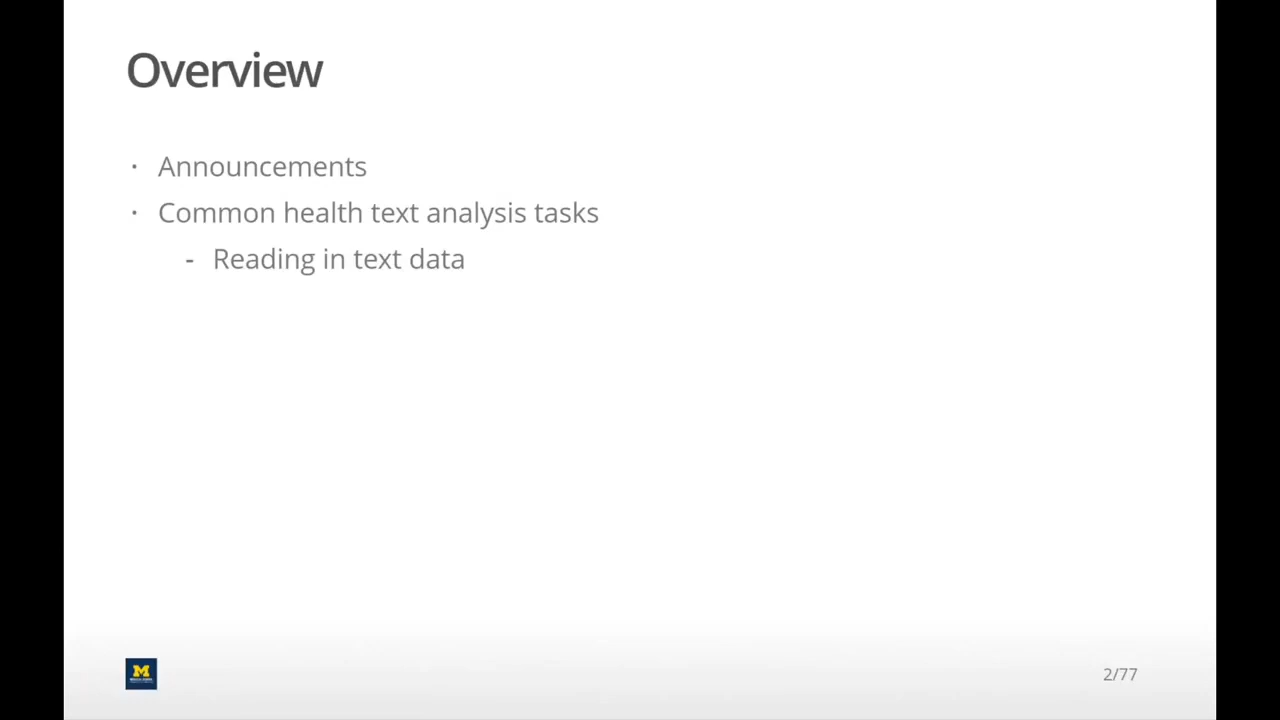 Overview
· Announcements
· Common health text analysis tasks
- Reading in text data
M
2/77